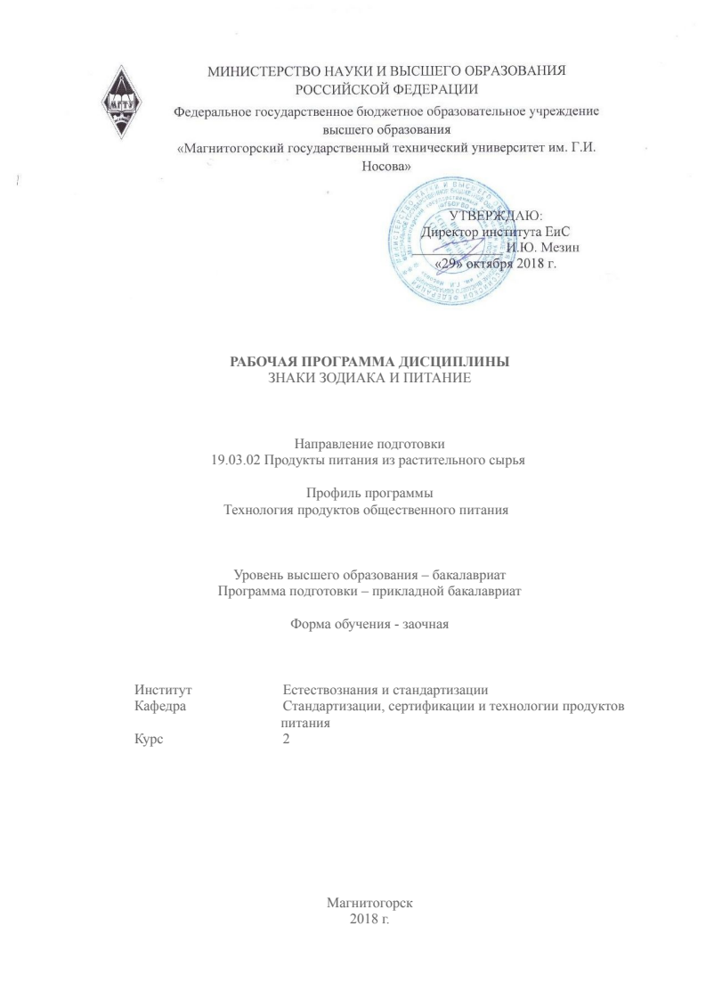 МГТУ
МИНИСТЕРСТВО НАУКИ И ВЫСШЕГО ОБРАЗОВАНИЯ
РОССИЙСКОЙ ФЕДЕРАЦИИ
Федеральное государственное бюджетное образовательное учреждение
высшего образования
«Магнитогорский государственный технический университет им. Г.И.
Носова»
УТВЕРЖДАЮ:
Директор института ЕиС
И.Ю. Мезин
«29» октября 2018 г.
РАБОЧАЯ ПРОГРАММА ДИСЦИПЛИНЫ
ЗНАКИ ЗОДИАКА И ПИТАНИЕ
Направление подготовки
19.03.02 Продукты питания из растительного сырья
Профиль программы
Технология продуктов общественного питания
Уровень высшего образования – бакалавриат
Программа подготовки – прикладной бакалавриат
Форма обучения - заочная
Институт Естествознания и стандартизации
Кафедра Стандартизации, сертификации и технологии продуктов
питания
Курс 2
Магнитогорск
2018 г.